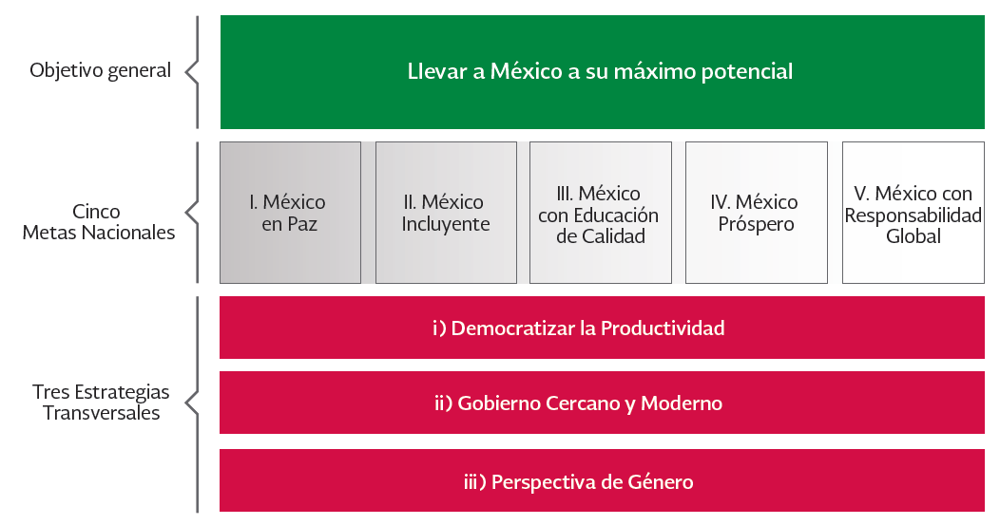 Objetivo general
Llevar a México a su máximo potencial
Cinco
Metas Nacionales
I. México
en Paz
II. México
Incluyente
III. México
con Educación
de Calidad
IV. México
Próspero
V. México con
Responsabilidad
Global
Tres Estrategias
Transversales
i) Democratizar la Productividad
ii) Gobierno Cercano y Moderno
iii) Perspectiva de Género